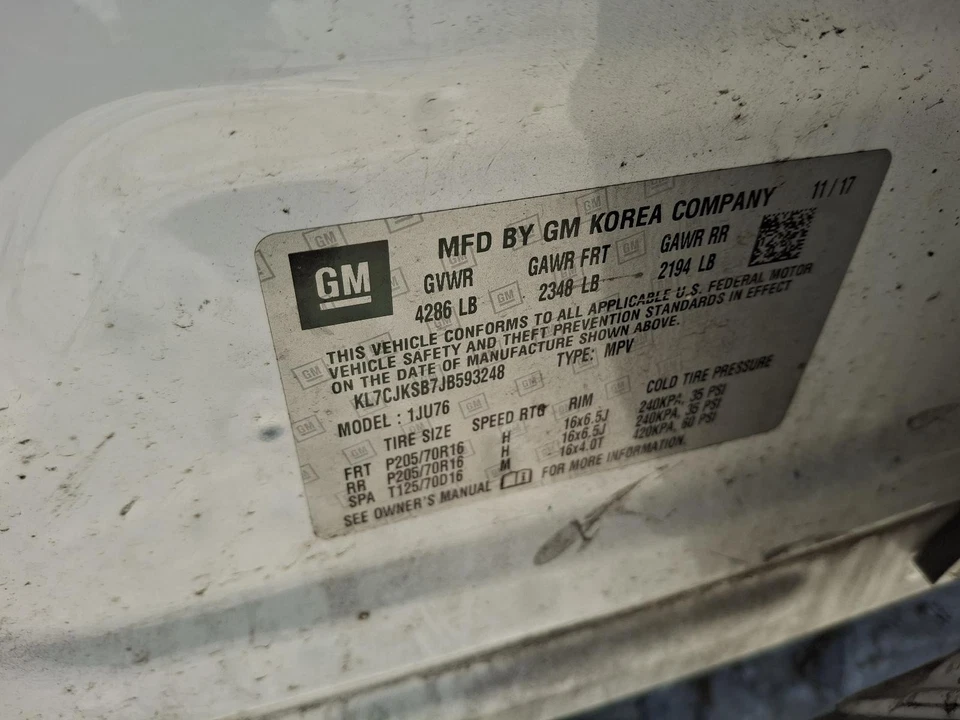 GM
MFD BY GM KOREA COMPANY 11/17
GVWR GAWR FRT GAWR RR
4286 LB 2348 LB 2194 LB
THIS VEHICLE CONFORMS TO ALL APPLICABLE U.S. FEDERAL MOTOR
VEHICLE SAFETY AND THEFT PREVENTION STANDARDS IN EFFECT
ON THE DATE OF MANUFACTURE SHOWN ABOVE.
KL7CJKSB7JB593248 TYPE: MPV
MODEL : 1JU76
TIRE SIZE SPEED RTG RIM COLD TIRE PRESSURE
FRT P205/70R16 H 16x6.5J 240KPA, 35 PSI
RR P205/70R16 H 16x6.5J 240KPA, 35 PSI
SPA T125/70D16 M 16x4.0T 420KPA, 60 PSI
SEE OWNER'S MANUAL FOR MORE INFORMATION.